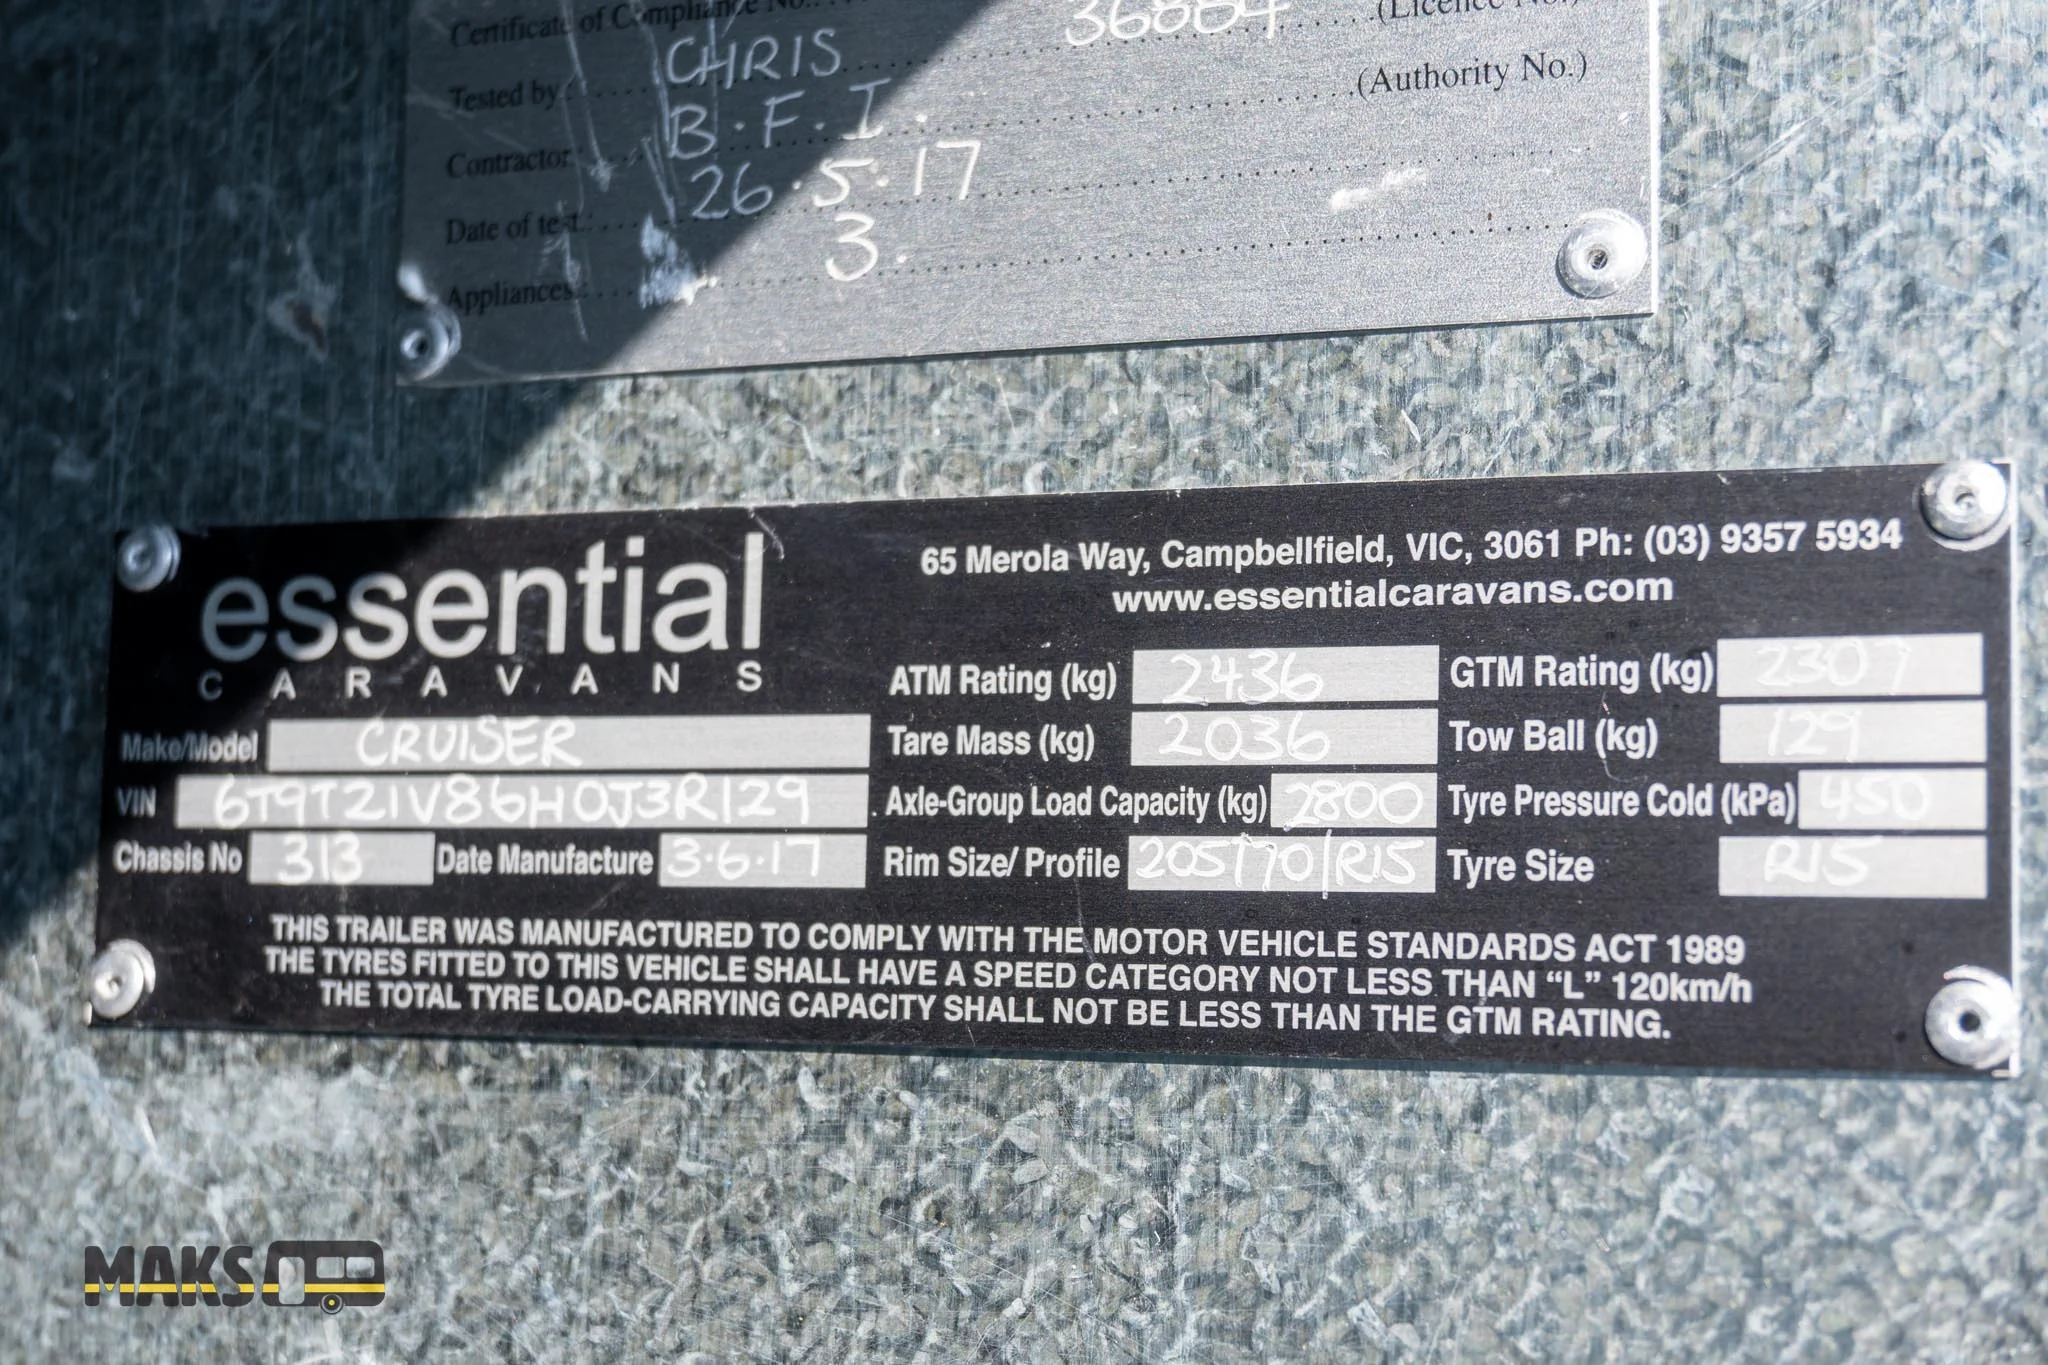 Certificate of Compliance No.:
Tested by: CHRIS 36884 (Licence No.)
Contractor: B.F.I. (Authority No.)
Date of test: 26.5.17
Appliances: 3.
essential
CARAVANS
65 Merola Way, Campbellfield, VIC, 3061 Ph: (03) 9357 5934
www.essentialcaravans.com
Make/Model CRUISER
VIN 6T9T21V86H0J3R129
Chassis No 313 Date Manufacture 3.6.17
ATM Rating (kg) 2436 GTM Rating (kg) 2307
Tare Mass (kg) 2036 Tow Ball (kg) 129
Axle-Group Load Capacity (kg) 2800 Tyre Pressure Cold (kPa) 450
Rim Size/ Profile 205/70/R15 Tyre Size R15
THIS TRAILER WAS MANUFACTURED TO COMPLY WITH THE MOTOR VEHICLE STANDARDS ACT 1989
THE TYRES FITTED TO THIS VEHICLE SHALL HAVE A SPEED CATEGORY NOT LESS THAN “L” 120km/h
THE TOTAL TYRE LOAD-CARRYING CAPACITY SHALL NOT BE LESS THAN THE GTM RATING.
MAKS